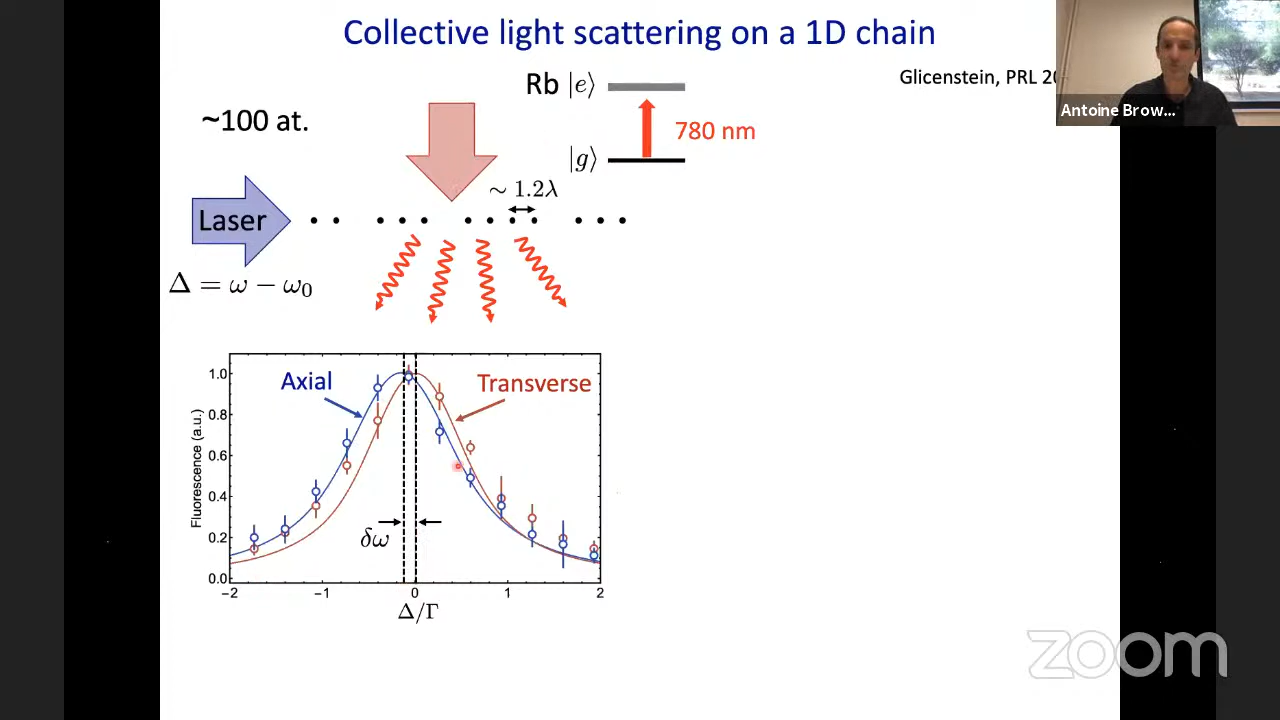 Collective light scattering on a 1D chain
Glicenstein, PRL 20
Antoine Brow...
Rb |e⟩
780 nm
|g⟩
~100 at.
∼ 1.2λ
Laser
Δ = ω − ω₀
Axial
Transverse
Fluorescence (a.u.)
1.0
0.8
0.6
0.4
0.2
0.0
δω
−2 −1 0 1 2
Δ/Γ
zoom